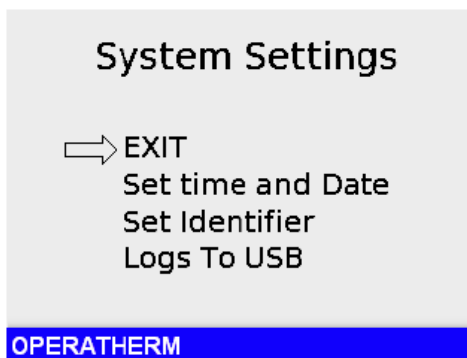 System Settings
EXIT
Set time and Date
Set Identifier
Logs To USB
OPERATHERM